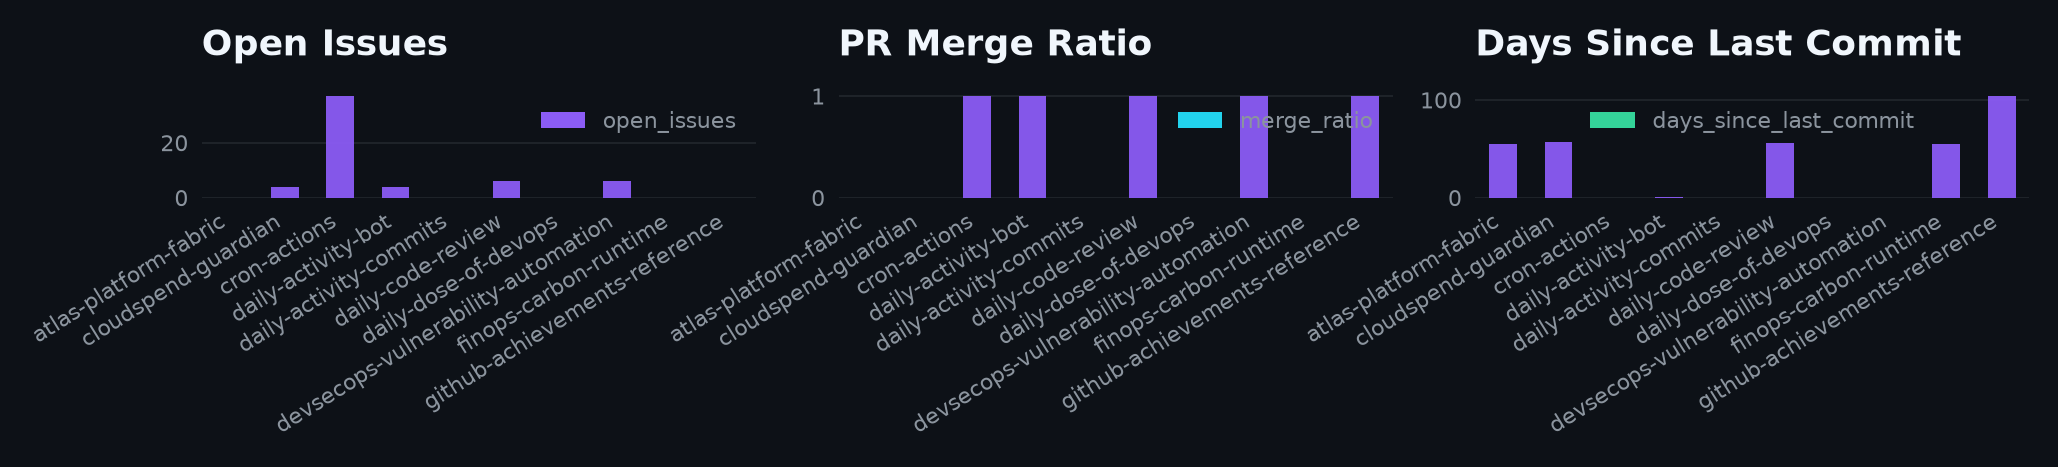 Open Issues
20
0
open_issues
atlas-platform-fabric
cloudspend-guardian
cron-actions
daily-activity-bot
daily-activity-commits
daily-code-review
daily-dose-of-devops
devsecops-vulnerability-automation
finops-carbon-runtime
github-achievements-reference
PR Merge Ratio
1
0
merge_ratio
atlas-platform-fabric
cloudspend-guardian
cron-actions
daily-activity-bot
daily-activity-commits
daily-code-review
daily-dose-of-devops
devsecops-vulnerability-automation
finops-carbon-runtime
github-achievements-reference
Days Since Last Commit
100
0
days_since_last_commit
atlas-platform-fabric
cloudspend-guardian
cron-actions
daily-activity-bot
daily-activity-commits
daily-code-review
daily-dose-of-devops
devsecops-vulnerability-automation
finops-carbon-runtime
github-achievements-reference